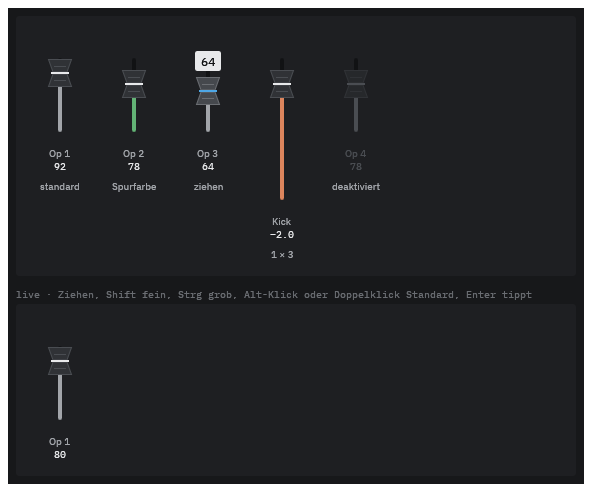 64
Op 1
92
standard
Op 2
78
Spurfarbe
Op 3
64
ziehen
Kick
−2.0
1 × 3
Op 4
78
deaktiviert
live · Ziehen, Shift fein, Strg grob, Alt-Klick oder Doppelklick Standard, Enter tippt
Op 1
80